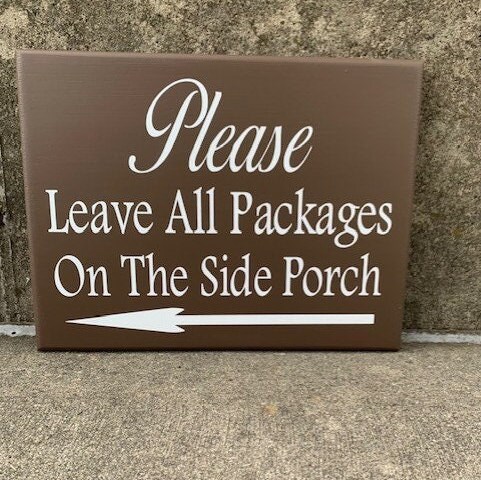 Please
Leave All Packages
On The Side Porch